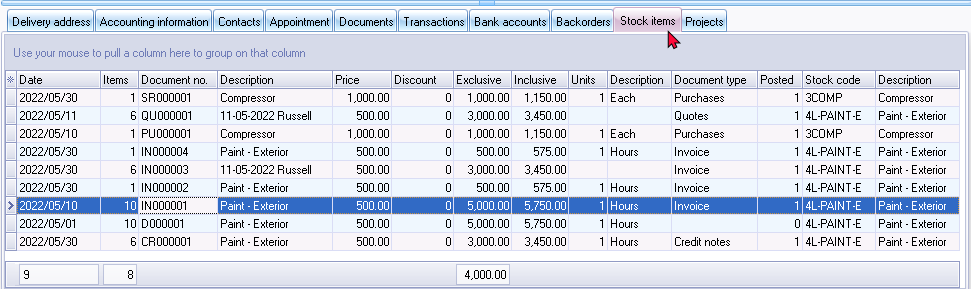 Delivery address Accounting information Contacts Appointment Documents Transactions Bank accounts Backorders Stock items Projects
Use your mouse to pull a column here to group on that column
Date Items Document no. Description Price Discount Exclusive Inclusive Units Description Document type Posted Stock code Description
2022/05/30 1 SR000001 Compressor 1,000.00 0 1,000.00 1,150.00 1 Each Purchases 1 3COMP Compressor
2022/05/11 6 QU000001 11-05-2022 Russell 500.00 0 3,000.00 3,450.00 Quotes 1 4L-PAINT-E Paint - Exterior
2022/05/10 1 PU000001 Compressor 1,000.00 0 1,000.00 1,150.00 1 Each Purchases 1 3COMP Compressor
2022/05/30 1 IN000004 Paint - Exterior 500.00 0 500.00 575.00 1 Hours Invoice 1 4L-PAINT-E Paint - Exterior
2022/05/30 6 IN000003 11-05-2022 Russell 500.00 0 3,000.00 3,450.00 Invoice 1 4L-PAINT-E Paint - Exterior
2022/05/30 1 IN000002 Paint - Exterior 500.00 0 500.00 575.00 1 Hours Invoice 1 4L-PAINT-E Paint - Exterior
2022/05/10 10 IN000001 Paint - Exterior 500.00 0 5,000.00 5,750.00 1 Hours Invoice 1 4L-PAINT-E Paint - Exterior
2022/05/01 10 D000001 Paint - Exterior 500.00 0 5,000.00 5,750.00 1 Hours 0 4L-PAINT-E Paint - Exterior
2022/05/30 6 CR000001 Paint - Exterior 500.00 0 3,000.00 3,450.00 1 Hours Credit notes 1 4L-PAINT-E Paint - Exterior
9 8 4,000.00